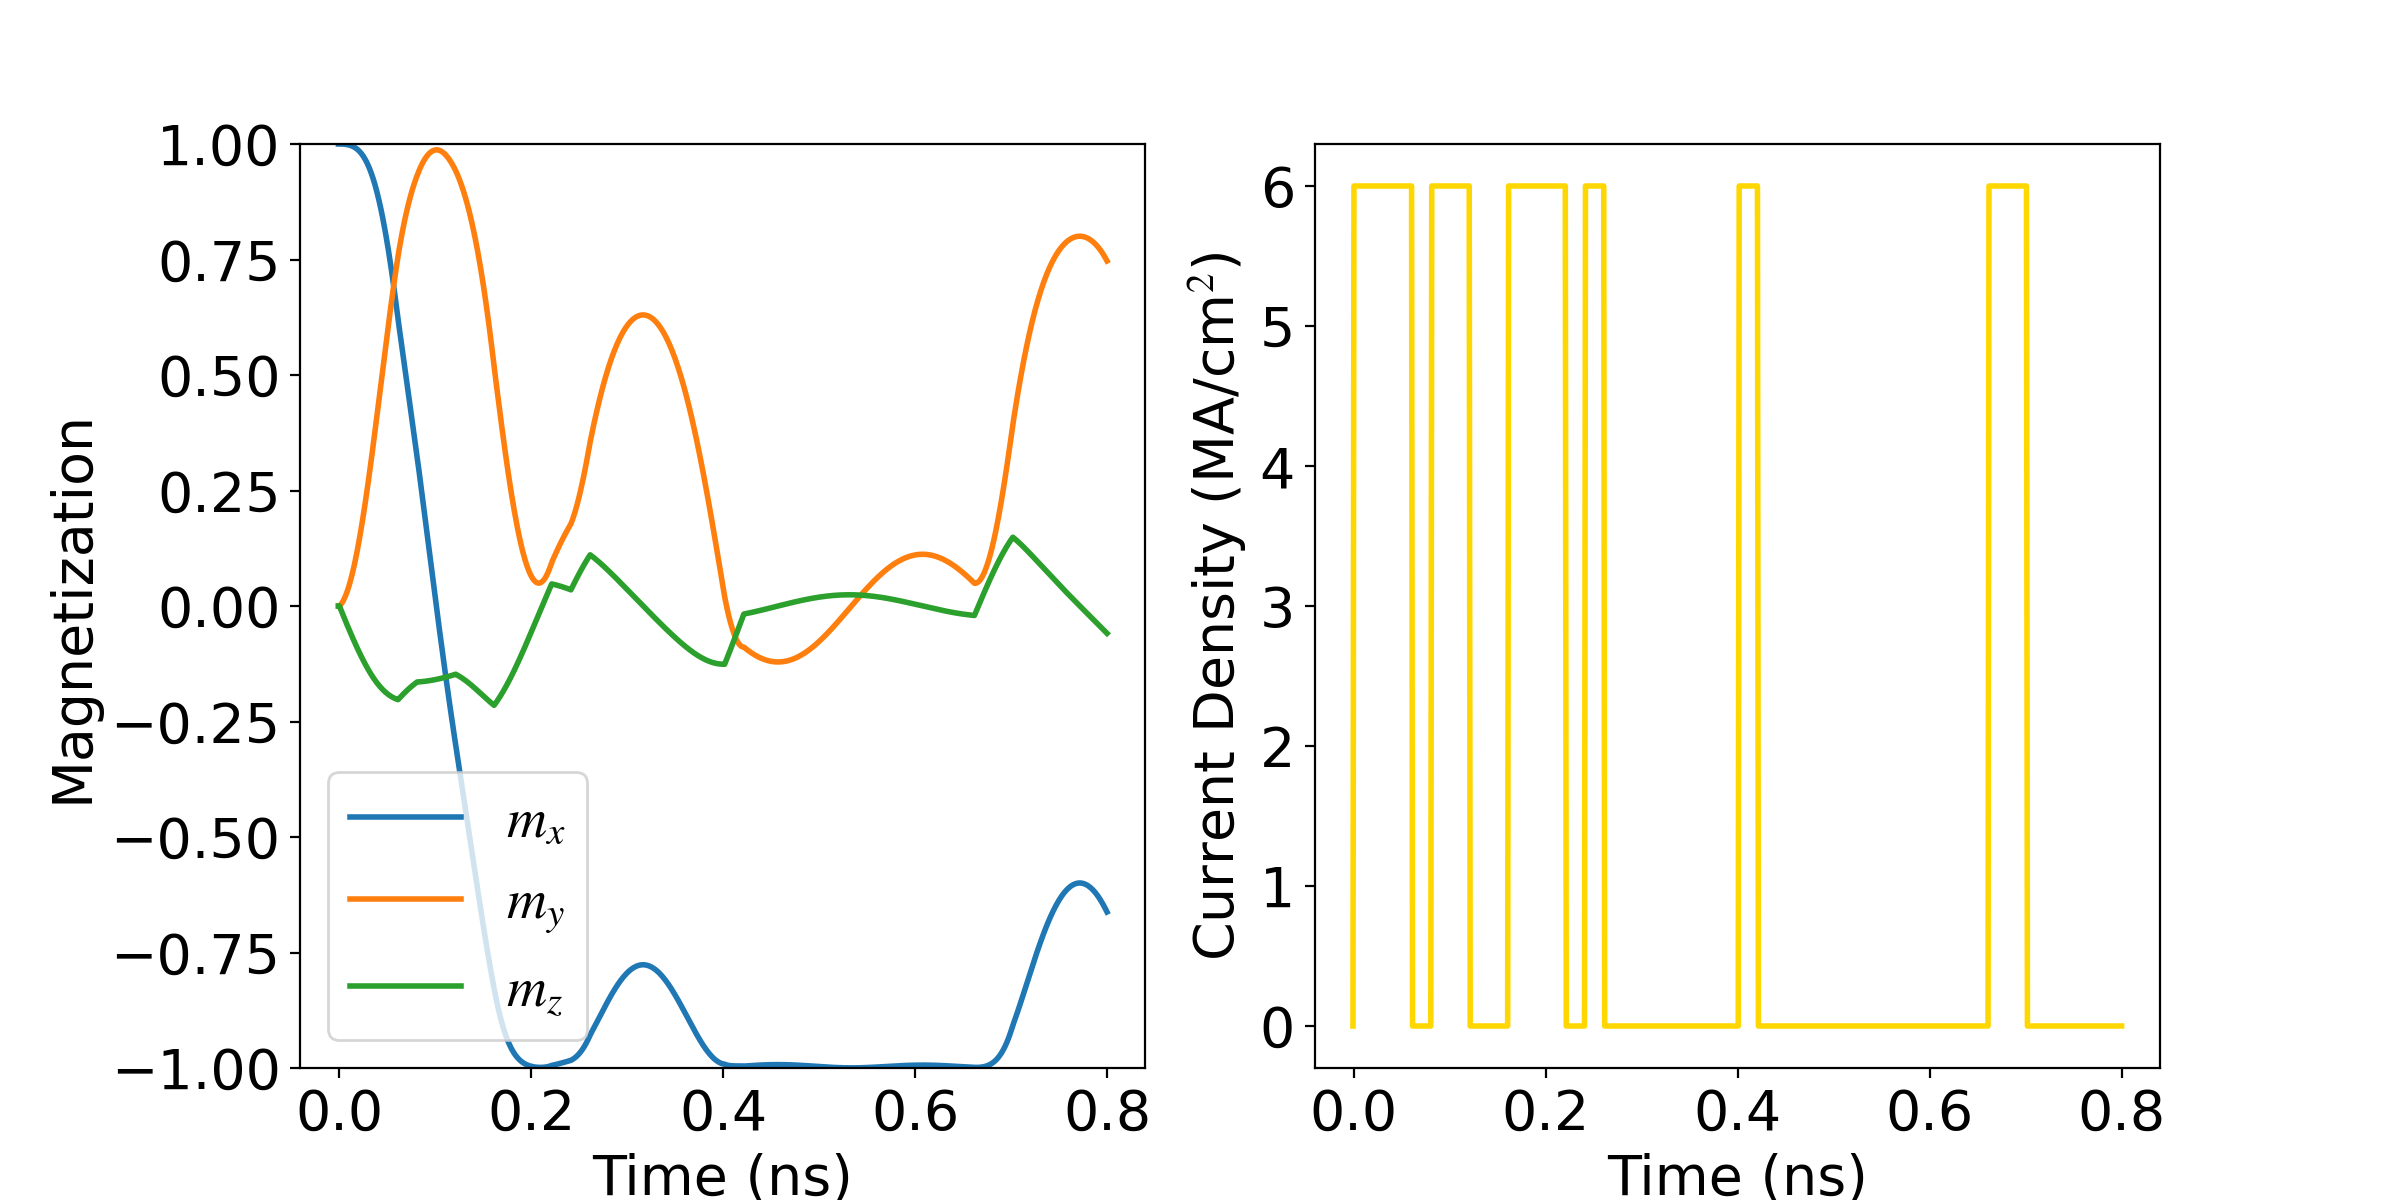 1.00
0.75
0.50
0.25
0.00
−0.25
−0.50
−0.75
−1.00
Magnetization
m_x
m_y
m_z
0.0 0.2 0.4 0.6 0.8
Time (ns)
6
5
4
3
2
1
0
Current Density (MA/cm²)
0.0 0.2 0.4 0.6 0.8
Time (ns)